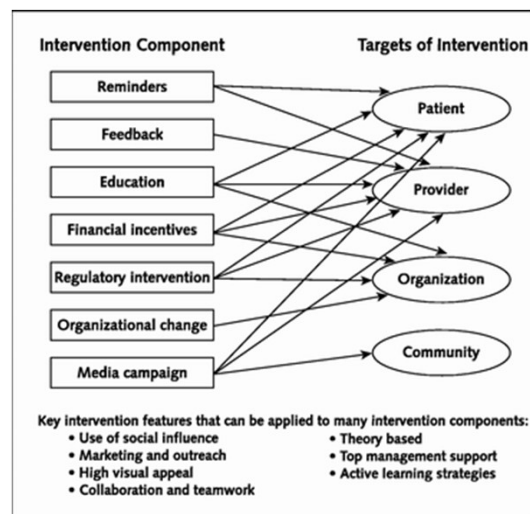 Intervention Component
Targets of Intervention
Reminders
Feedback
Education
Financial incentives
Regulatory intervention
Organizational change
Media campaign
Patient
Provider
Organization
Community
Key intervention features that can be applied to many intervention components:
• Use of social influence
• Marketing and outreach
• High visual appeal
• Collaboration and teamwork
• Theory based
• Top management support
• Active learning strategies